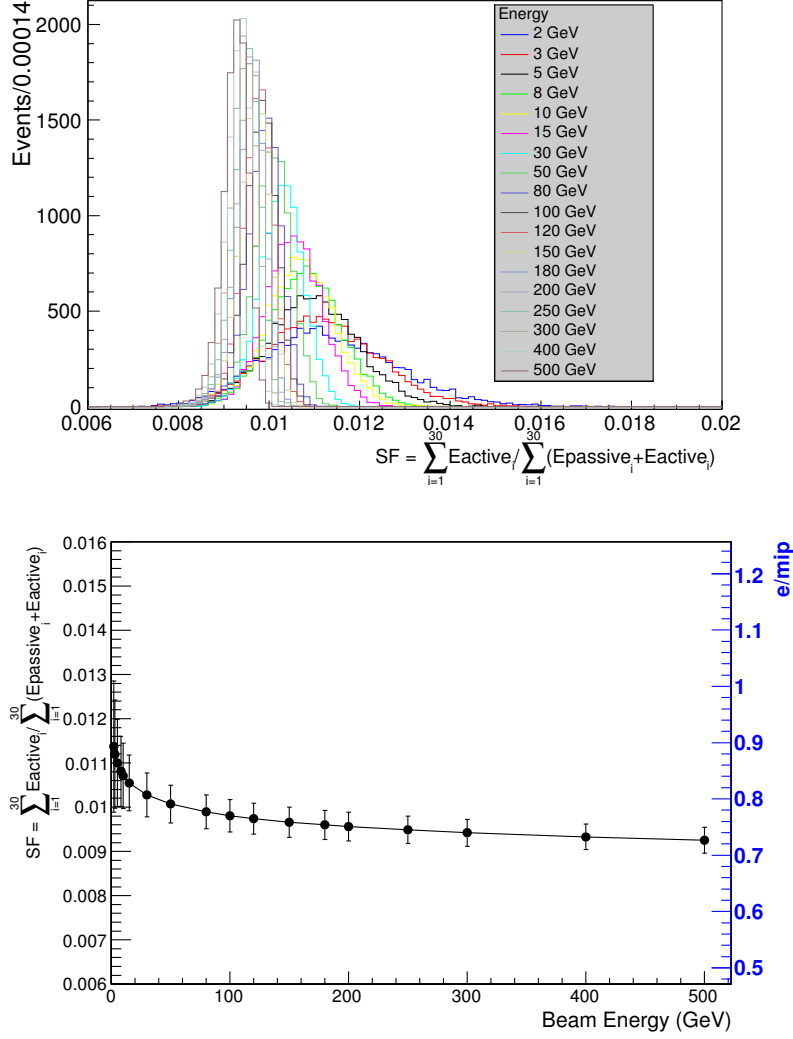 Events/0.00014
2000
1500
1000
500
0
0.006 0.008 0.01 0.012 0.014 0.016 0.018 0.02
SF = ∑ i=1 30 Eactive_i / ∑ i=1 30 (Epassive_i+Eactive_i)
Energy
2 GeV
3 GeV
5 GeV
8 GeV
10 GeV
15 GeV
30 GeV
50 GeV
80 GeV
100 GeV
120 GeV
150 GeV
180 GeV
200 GeV
250 GeV
300 GeV
400 GeV
500 GeV
SF = ∑ i=1 30 Eactive_i / ∑ i=1 30 (Epassive_i+Eactive_i)
0.016
0.015
0.014
0.013
0.012
0.011
0.01
0.009
0.008
0.007
0.006
0 100 200 300 400 500
Beam Energy (GeV)
e/mip
1.2
1.1
1
0.9
0.8
0.7
0.6
0.5